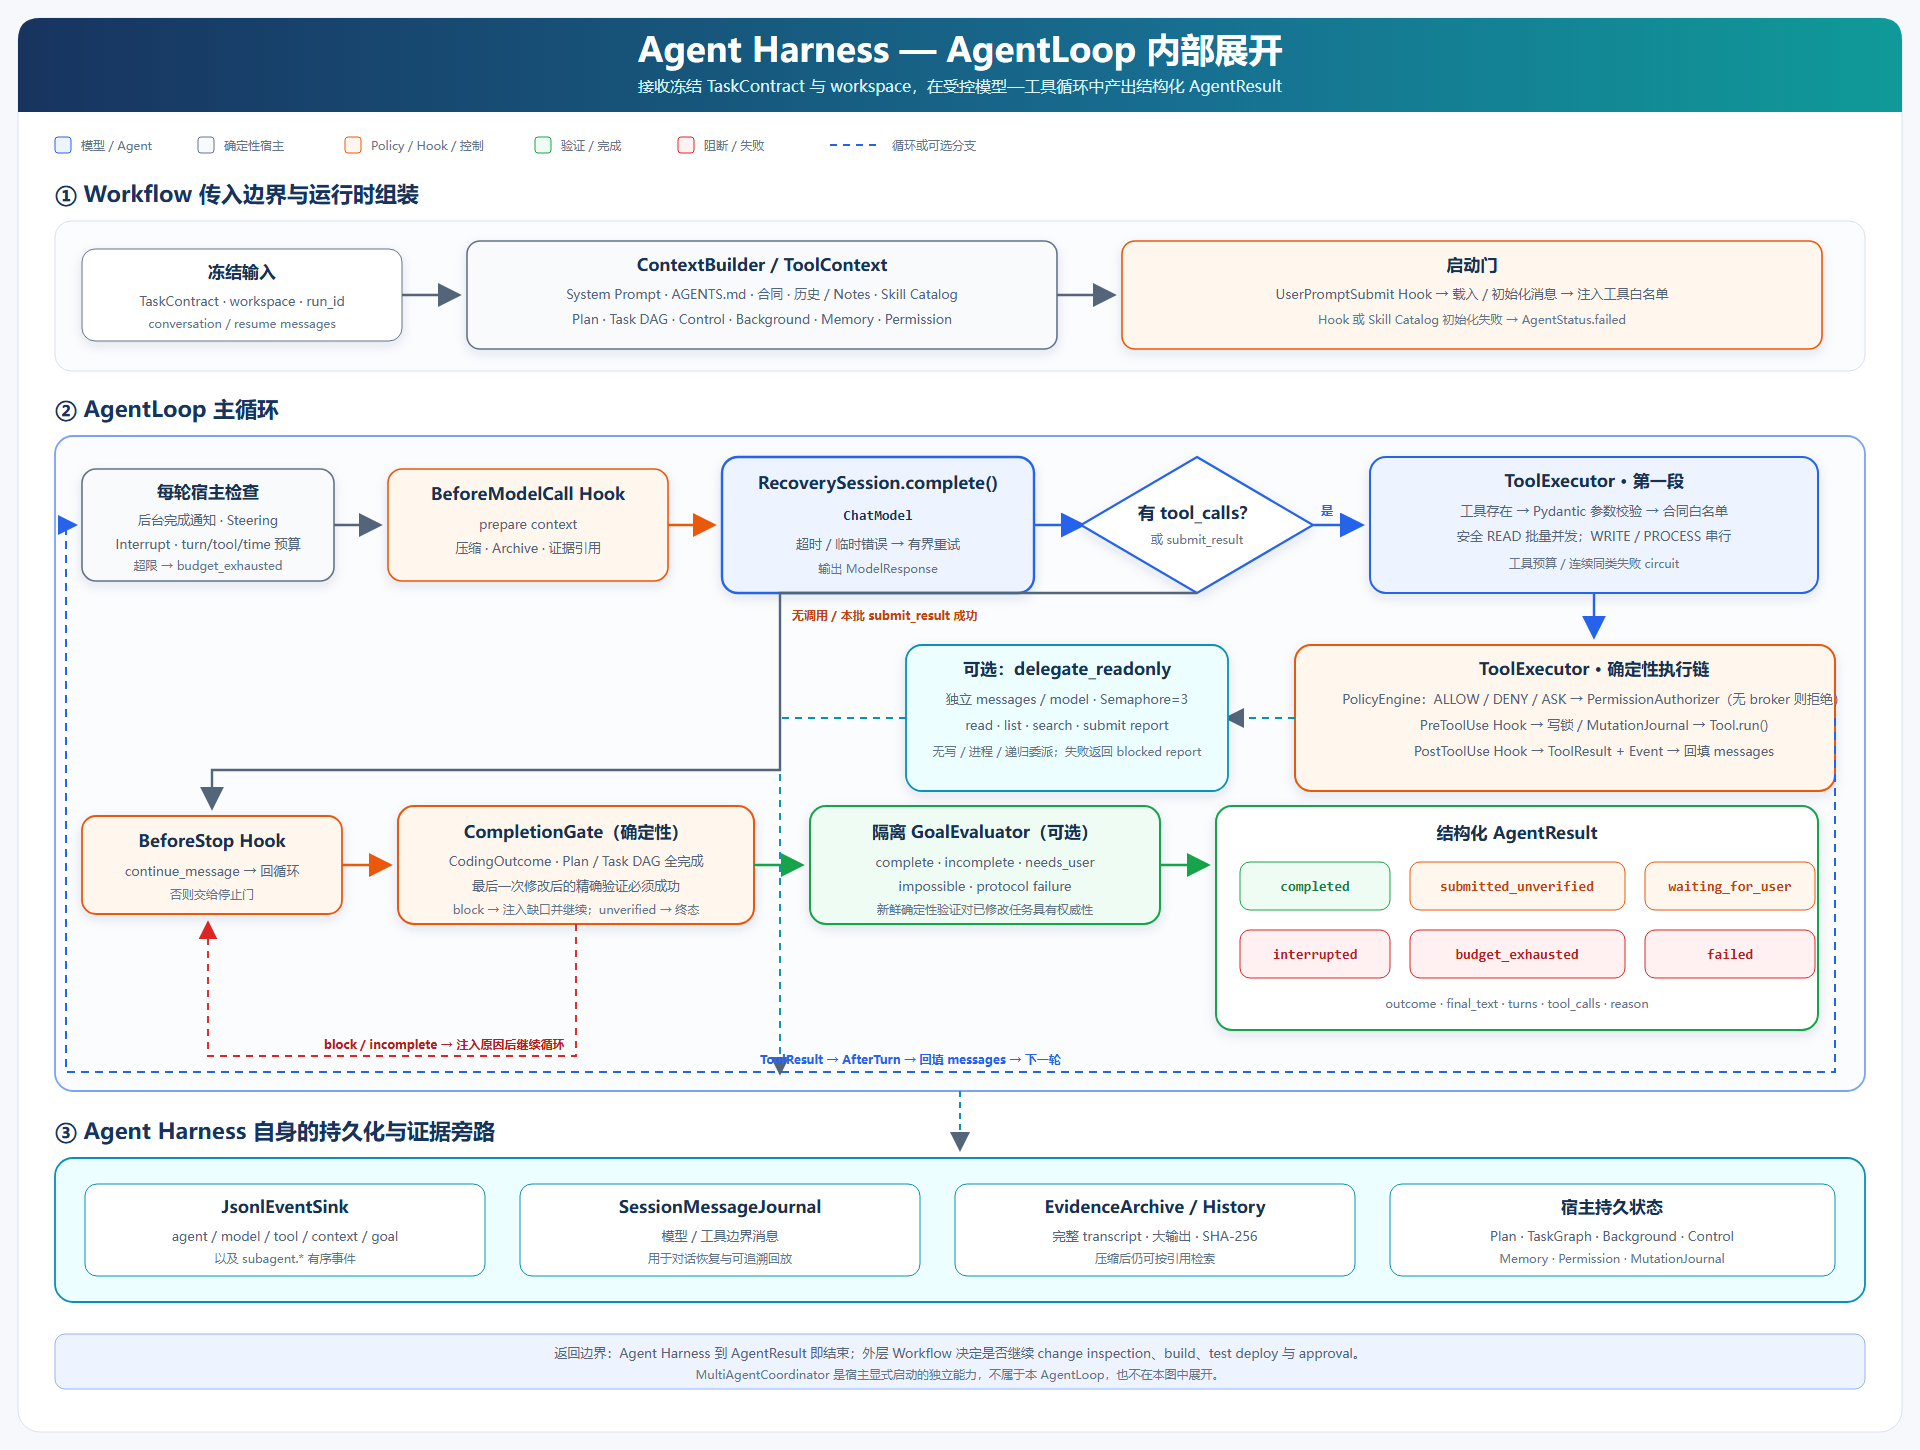 Agent Harness — AgentLoop 内部展开
接收冻结 TaskContract 与 workspace，在受控模型—工具循环中产出结构化 AgentResult
模型 / Agent
确定性宿主
Policy / Hook / 控制
验证 / 完成
阻断 / 失败
循环或可选分支
① Workflow 传入边界与运行时组装
冻结输入
TaskContract · workspace · run_id
conversation / resume messages
ContextBuilder / ToolContext
System Prompt · AGENTS.md · 合同 · 历史 / Notes · Skill Catalog
Plan · Task DAG · Control · Background · Memory · Permission
启动门
UserPromptSubmit Hook → 载入 / 初始化消息 → 注入工具白名单
Hook 或 Skill Catalog 初始化失败 → AgentStatus.failed
② AgentLoop 主循环
每轮宿主检查
后台完成通知 · Steering
Interrupt · turn/tool/time 预算
超限 → budget_exhausted
BeforeModelCall Hook
prepare context
压缩 · Archive · 证据引用
RecoverySession.complete()
ChatModel
超时 / 临时错误 → 有界重试
输出 ModelResponse
有 tool_calls?
或 submit_result
是
ToolExecutor · 第一段
工具存在 → Pydantic 参数校验 → 合同白名单
安全 READ 批量并发；WRITE / PROCESS 串行
工具预算 / 连续同类失败 circuit
无调用 / 本批 submit_result 成功
可选：delegate_readonly
独立 messages / model · Semaphore=3
read · list · search · submit report
无写 / 进程 / 递归委派；失败返回 blocked report
ToolExecutor · 确定性执行链
PolicyEngine：ALLOW / DENY / ASK → PermissionAuthorizer（无 broker 则拒绝）
PreToolUse Hook → 写锁 / MutationJournal → Tool.run()
PostToolUse Hook → ToolResult + Event → 回填 messages
BeforeStop Hook
continue_message → 回循环
否则交给停止门
CompletionGate（确定性）
CodingOutcome · Plan / Task DAG 全完成
最后一次修改后的精确验证必须成功
block → 注入缺口并继续；unverified → 终态
隔离 GoalEvaluator（可选）
complete · incomplete · needs_user
impossible · protocol failure
新鲜确定性验证对已修改任务具有权威性
结构化 AgentResult
completed
submitted_unverified
waiting_for_user
interrupted
budget_exhausted
failed
outcome · final_text · turns · tool_calls · reason
block / incomplete → 注入原因后继续循环
ToolResult → AfterTurn → 回填 messages → 下一轮
③ Agent Harness 自身的持久化与证据旁路
JsonlEventSink
agent / model / tool / context / goal
以及 subagent.* 有序事件
SessionMessageJournal
模型 / 工具边界消息
用于对话恢复与可追溯回放
EvidenceArchive / History
完整 transcript · 大输出 · SHA-256
压缩后仍可按引用检索
宿主持久状态
Plan · TaskGraph · Background · Control
Memory · Permission · MutationJournal
返回边界：Agent Harness 到 AgentResult 即结束；外层 Workflow 决定是否继续 change inspection、build、test deploy 与 approval。
MultiAgentCoordinator 是宿主显式启动的独立能力，不属于本 AgentLoop，也不在本图中展开。